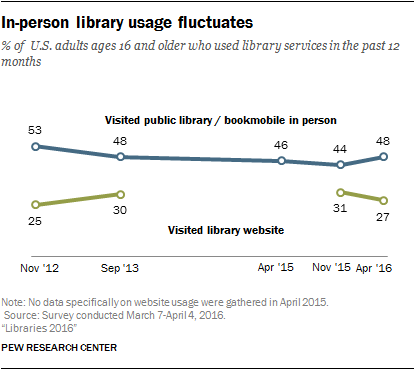 In-person library usage fluctuates
% of U.S. adults ages 16 and older who used library services in the past 12
months
Visited public library / bookmobile in person
53
48
46
44
48
25
30
31
27
Visited library website
Nov '12
Sep '13
Apr '15
Nov '15
Apr '16
Note: No data specifically on website usage were gathered in April 2015.
Source: Survey conducted March 7-April 4, 2016.
“Libraries 2016”
PEW RESEARCH CENTER